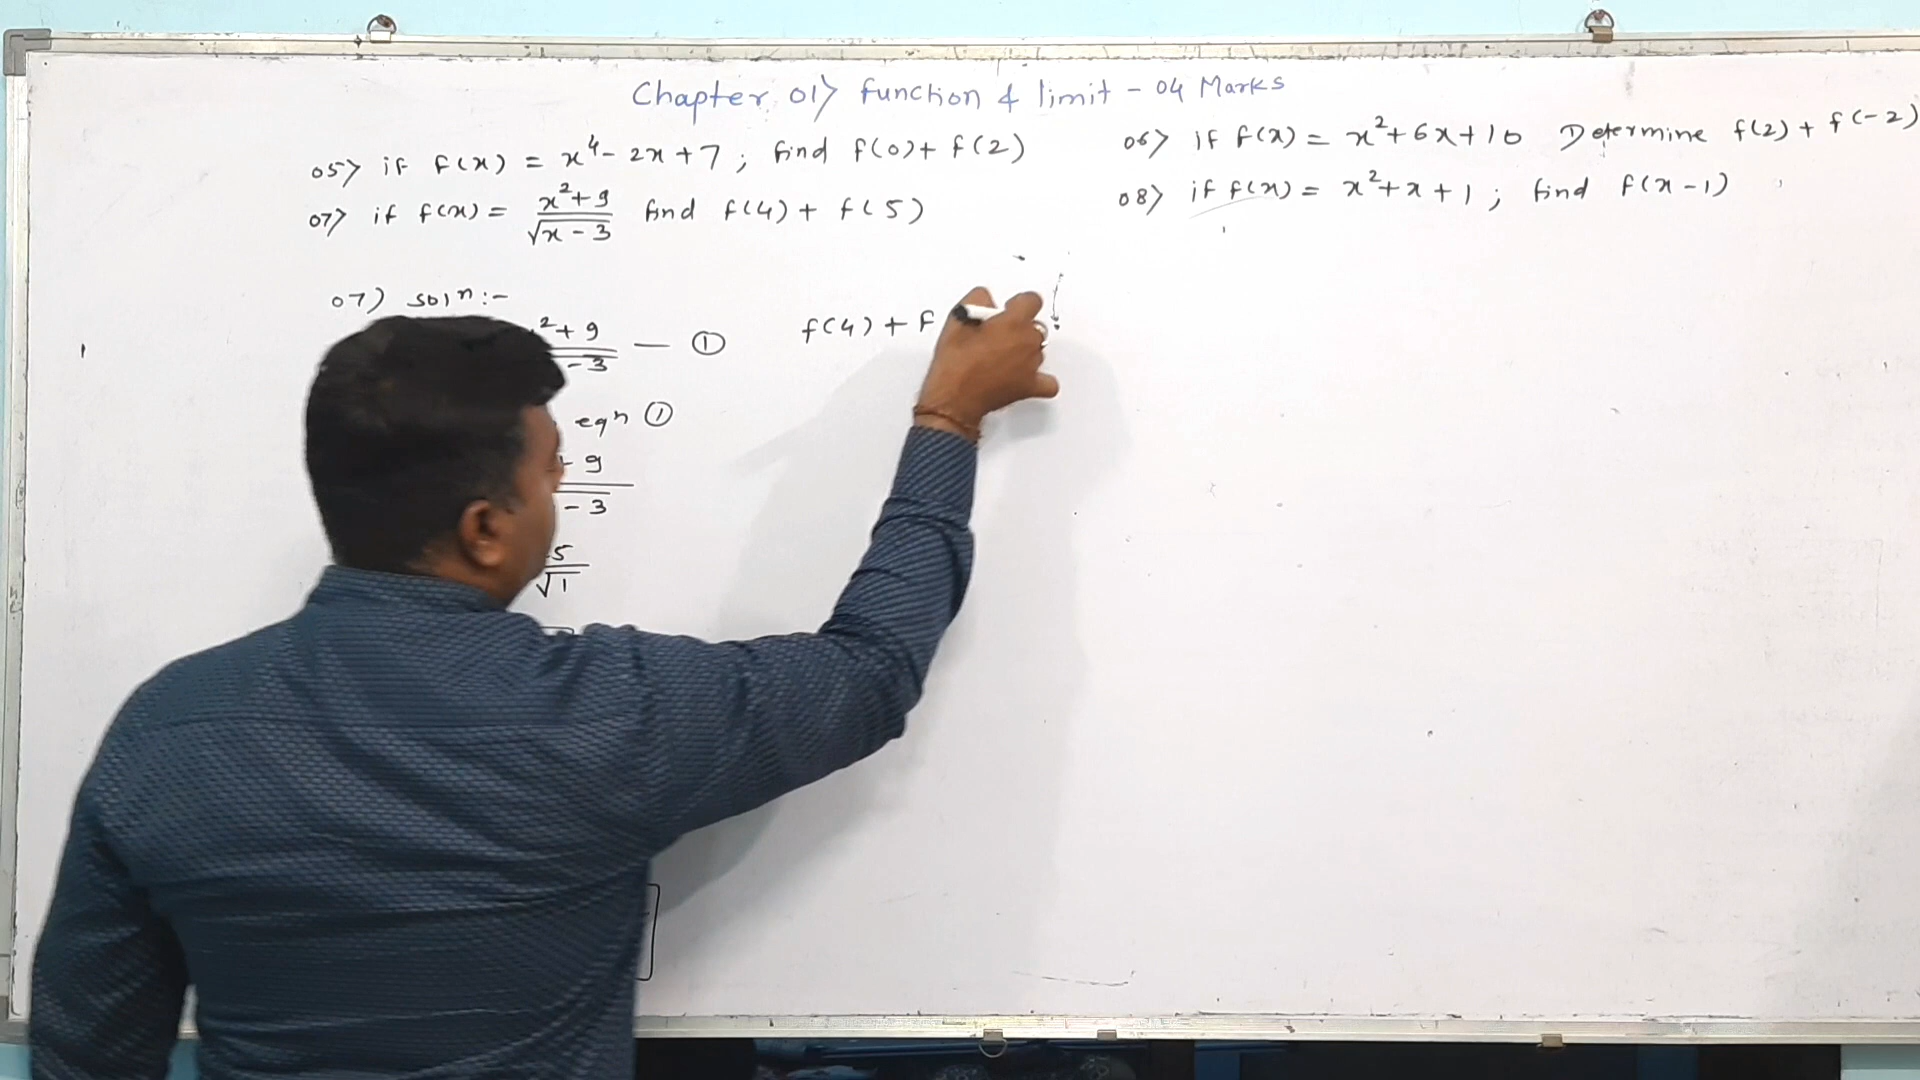 Chapter 01> function & limit - 04 Marks
05> if f(x) = x⁴ - 2x + 7 ; find f(0) + f(2)
06> if f(x) = x² + 6x + 10 Determine f(2) + f(-2)
07> if f(x) = (x² + 9)/(√x - 3) find f(4) + f(5)
08> if f(x) = x² + x + 1 ; find f(x - 1)
07) soln :-
² + 9
- 3
— ①
eqn ①
+ 9
- 3
5
√1
f(4) + f